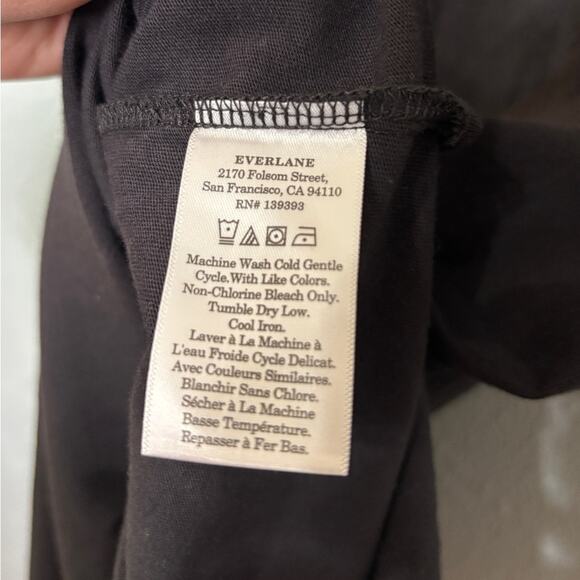 EVERLANE
2170 Folsom Street,
San Francisco, CA 94110
RN# 139393
Machine Wash Cold Gentle
Cycle.With Like Colors.
Non-Chlorine Bleach Only.
Tumble Dry Low.
Cool Iron.
Laver à La Machine à
L'eau Froide Cycle Delicat.
Avec Couleurs Similaires.
Blanchir Sans Chlore.
Sécher à La Machine
Basse Température.
Repasser à Fer Bas.